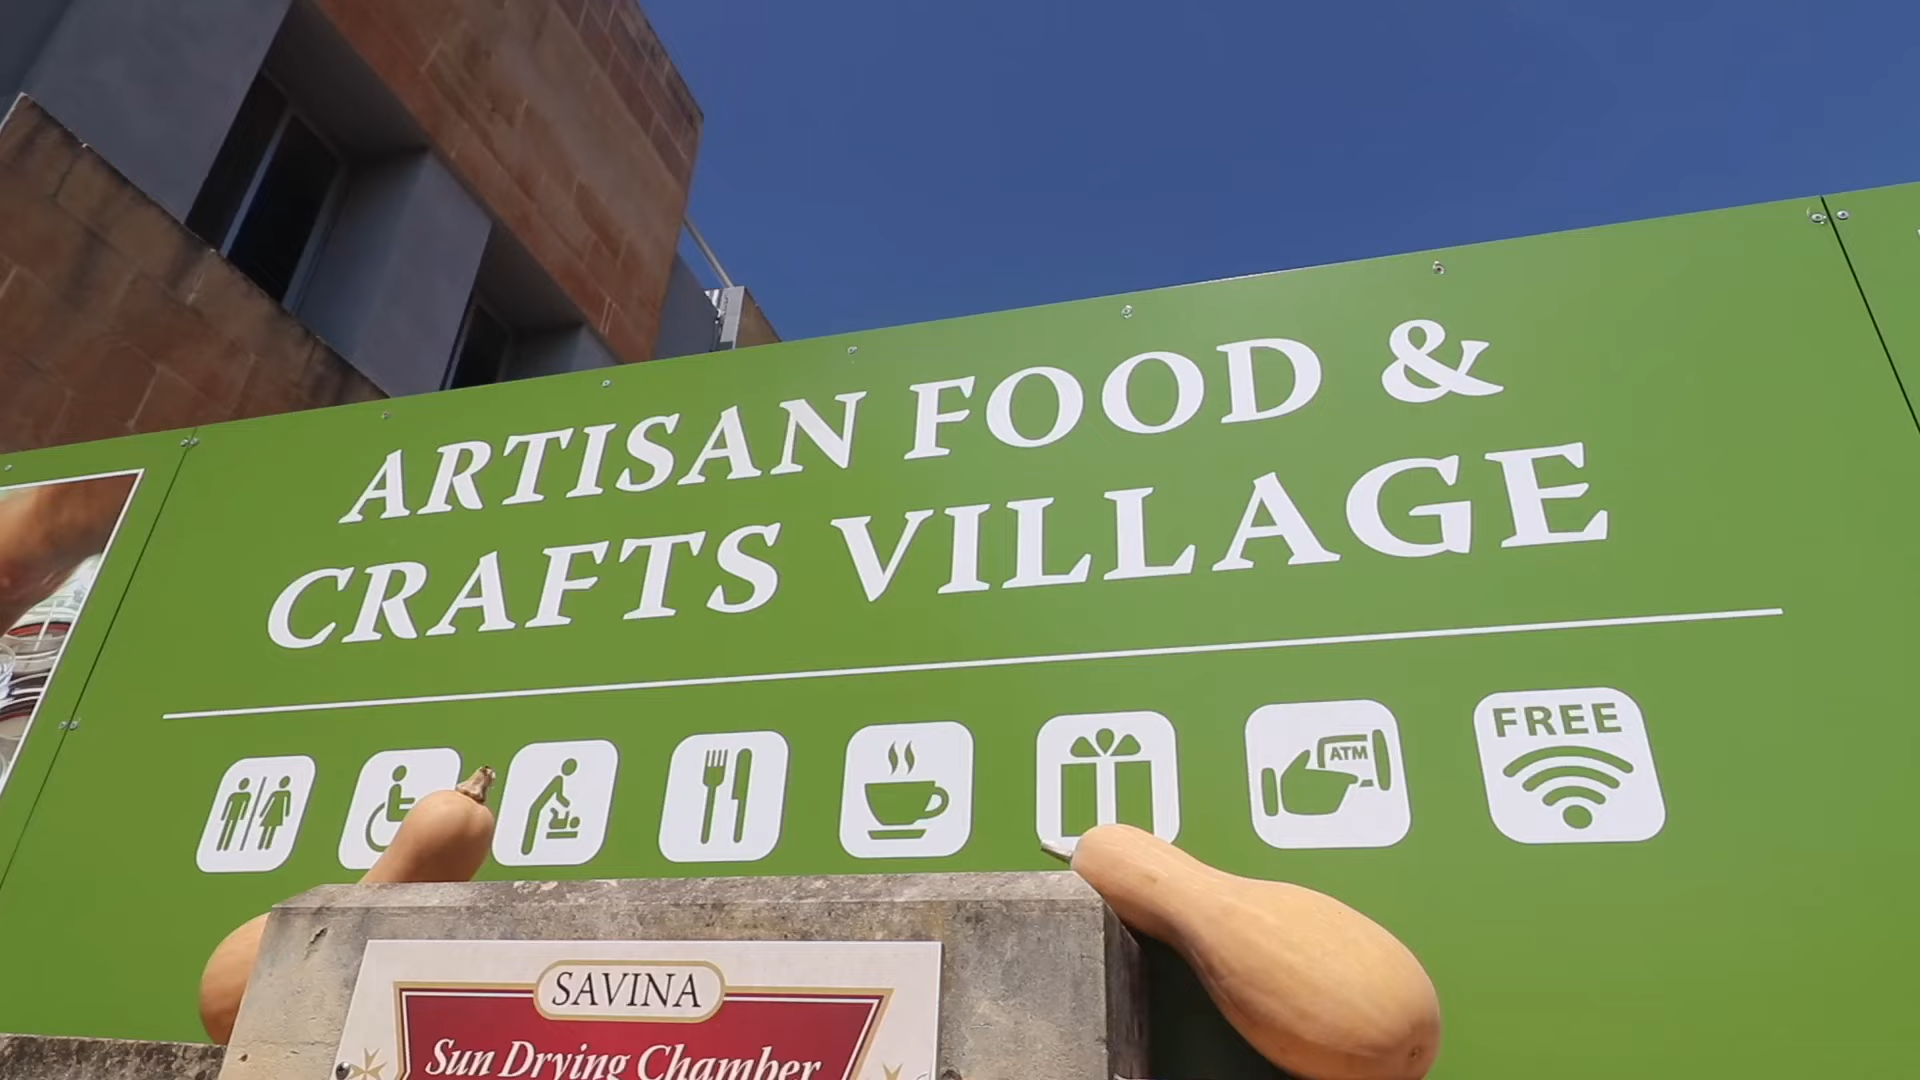 ARTISAN FOOD &
CRAFTS VILLAGE
ATM
FREE
SAVINA
Sun Drying Chamber